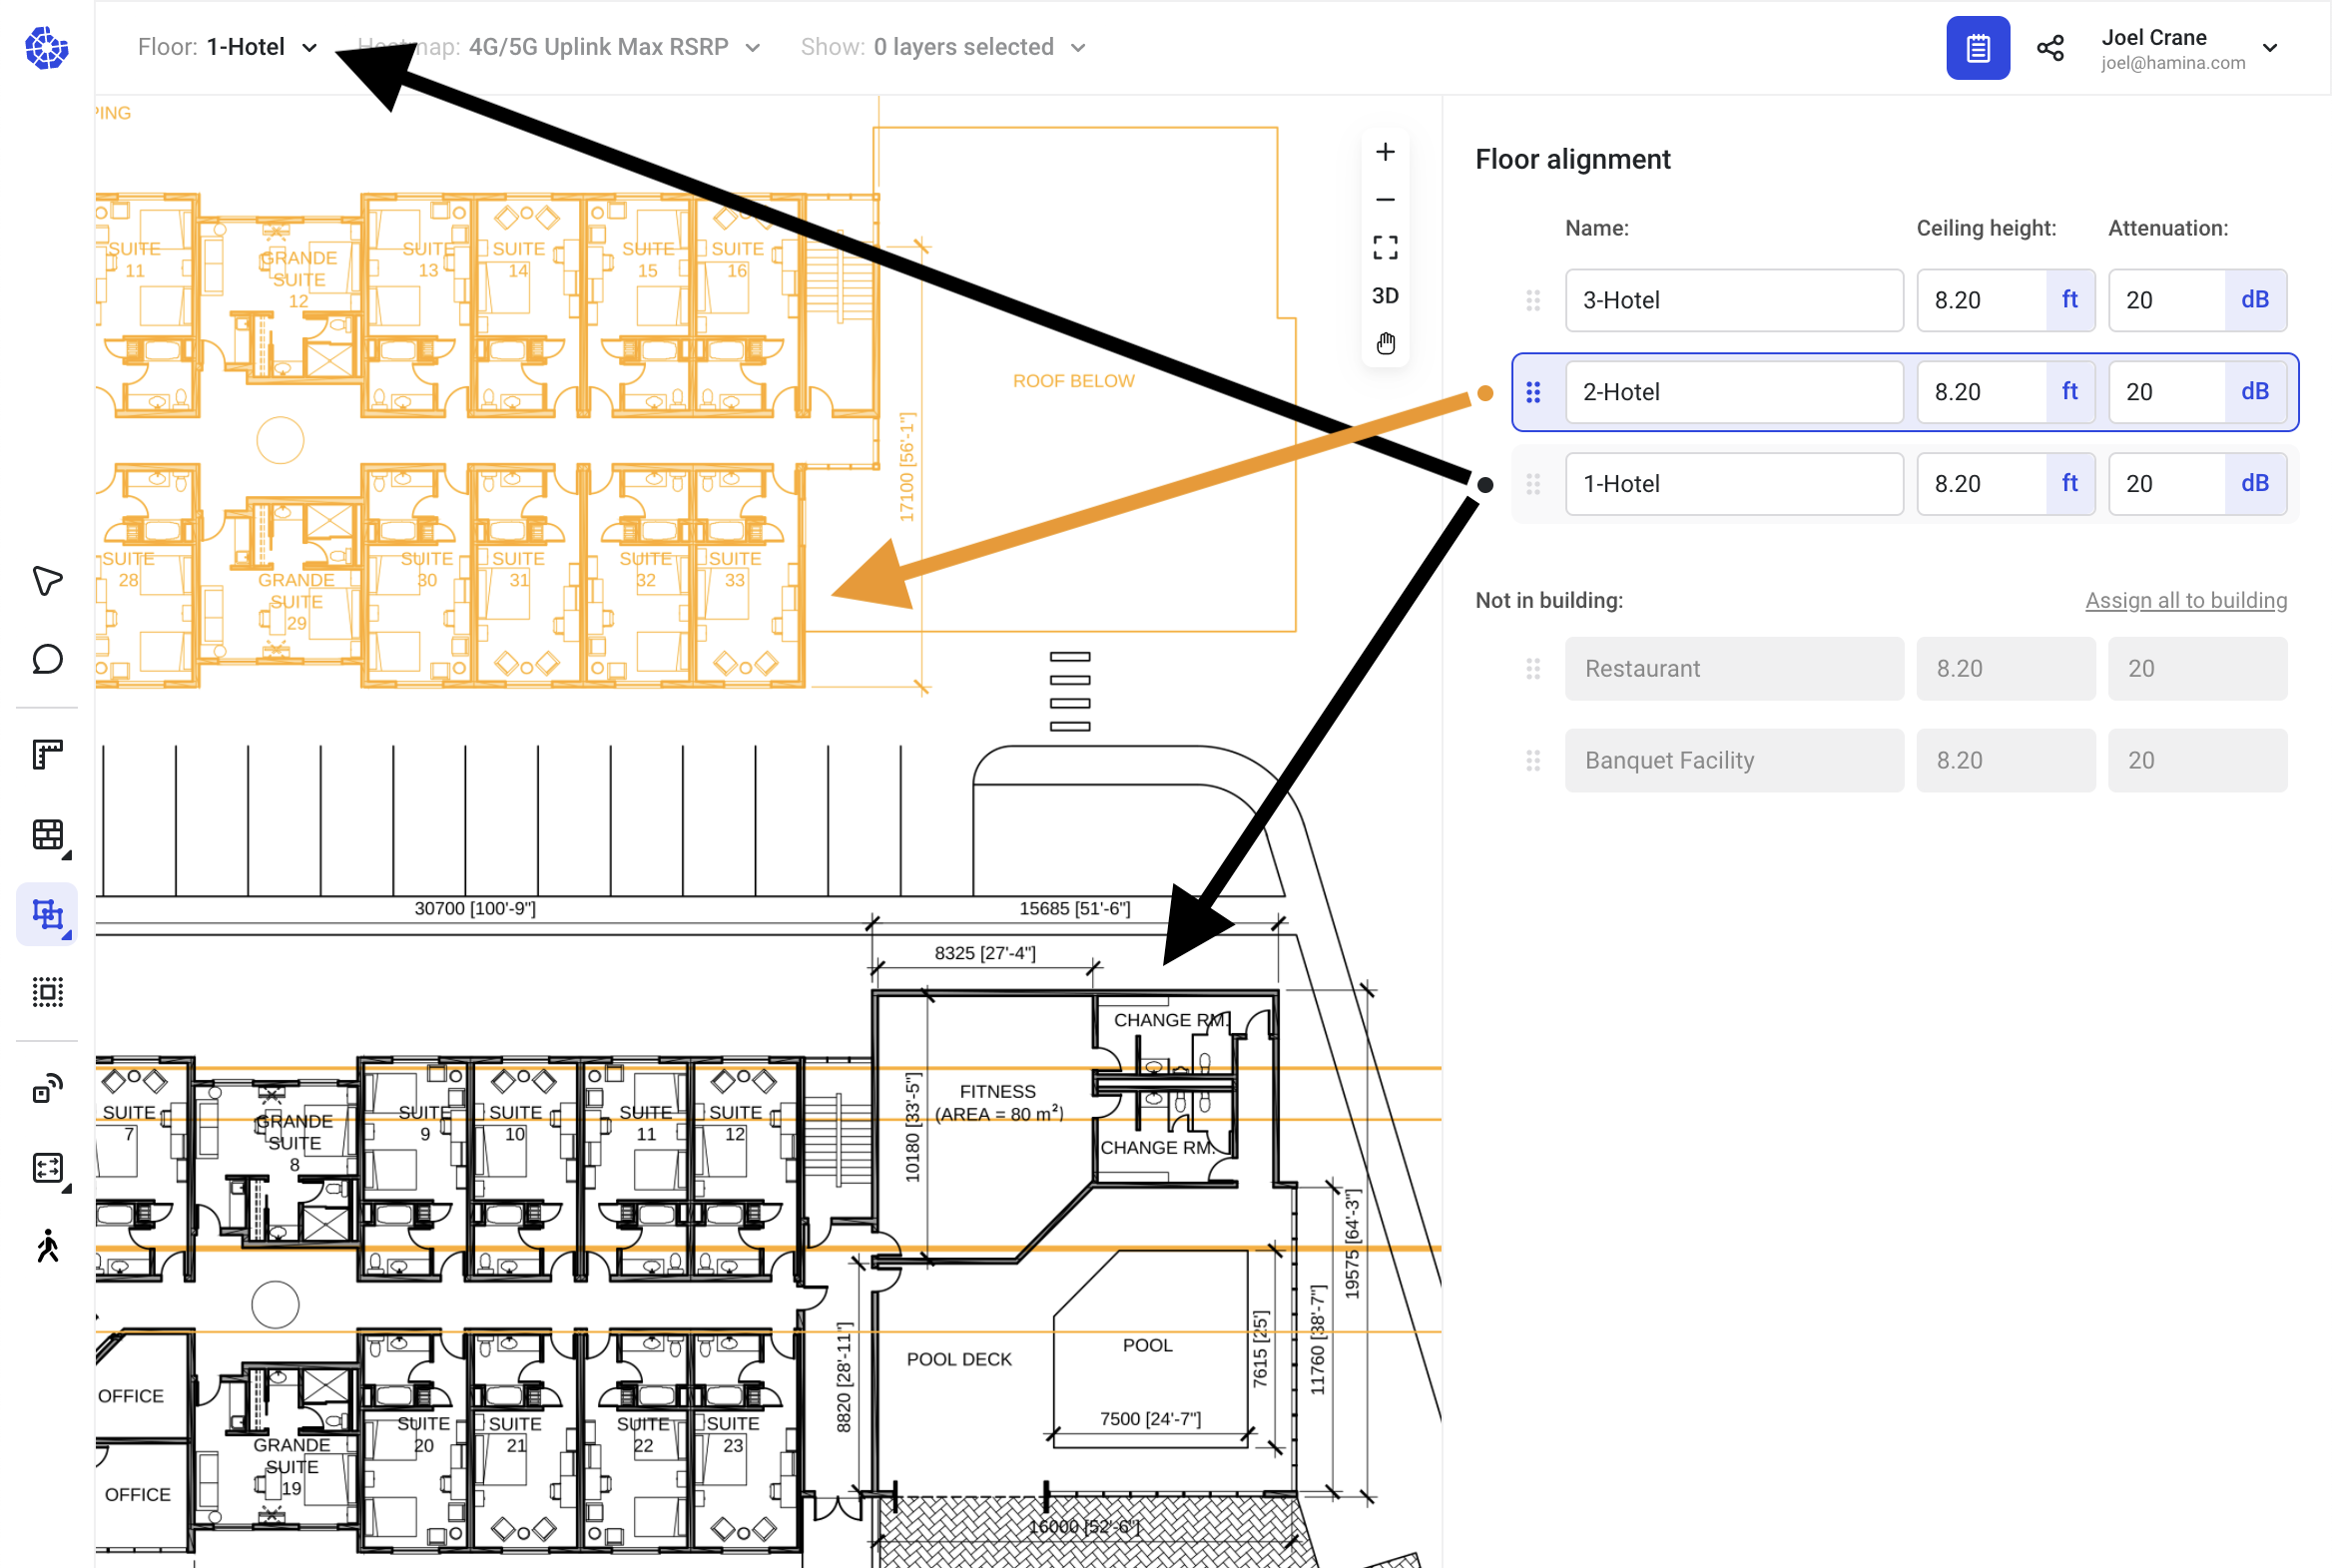 Floor: 1-Hotel
4G/5G Uplink Max RSRP
Show: 0 layers selected
Joel Crane
joel@hamina.com
PING
SUITE
11
GRANDE
SUITE
12
SUITE
13
SUITE
14
SUITE
15
SUITE
16
17100 [56'-1"]
ROOF BELOW
SUITE
28
GRANDE
SUITE
29
SUITE
30
SUITE
31
SUITE
32
SUITE
33
3D
30700 [100'-9"]
15685 [51'-6"]
8325 [27'-4"]
SUITE
7
GRANDE
SUITE
8
SUITE
9
SUITE
10
SUITE
11
SUITE
12
10180 [33'-5"]
FITNESS
(AREA = 80 m²)
CHANGE RM.
CHANGE RM.
19575 [64'-3"]
11760 [38'-7"]
7615 [25']
8820 [28'-11"]
POOL DECK
POOL
7500 [24'-7"]
OFFICE
OFFICE
GRANDE
SUITE
19
SUITE
20
SUITE
21
SUITE
22
SUITE
23
16000 [52'-6"]
Floor alignment
Name: Ceiling height: Attenuation:
3-Hotel 8.20 ft 20 dB
2-Hotel 8.20 ft 20 dB
1-Hotel 8.20 ft 20 dB
Not in building: Assign all to building
Restaurant 8.20 20
Banquet Facility 8.20 20